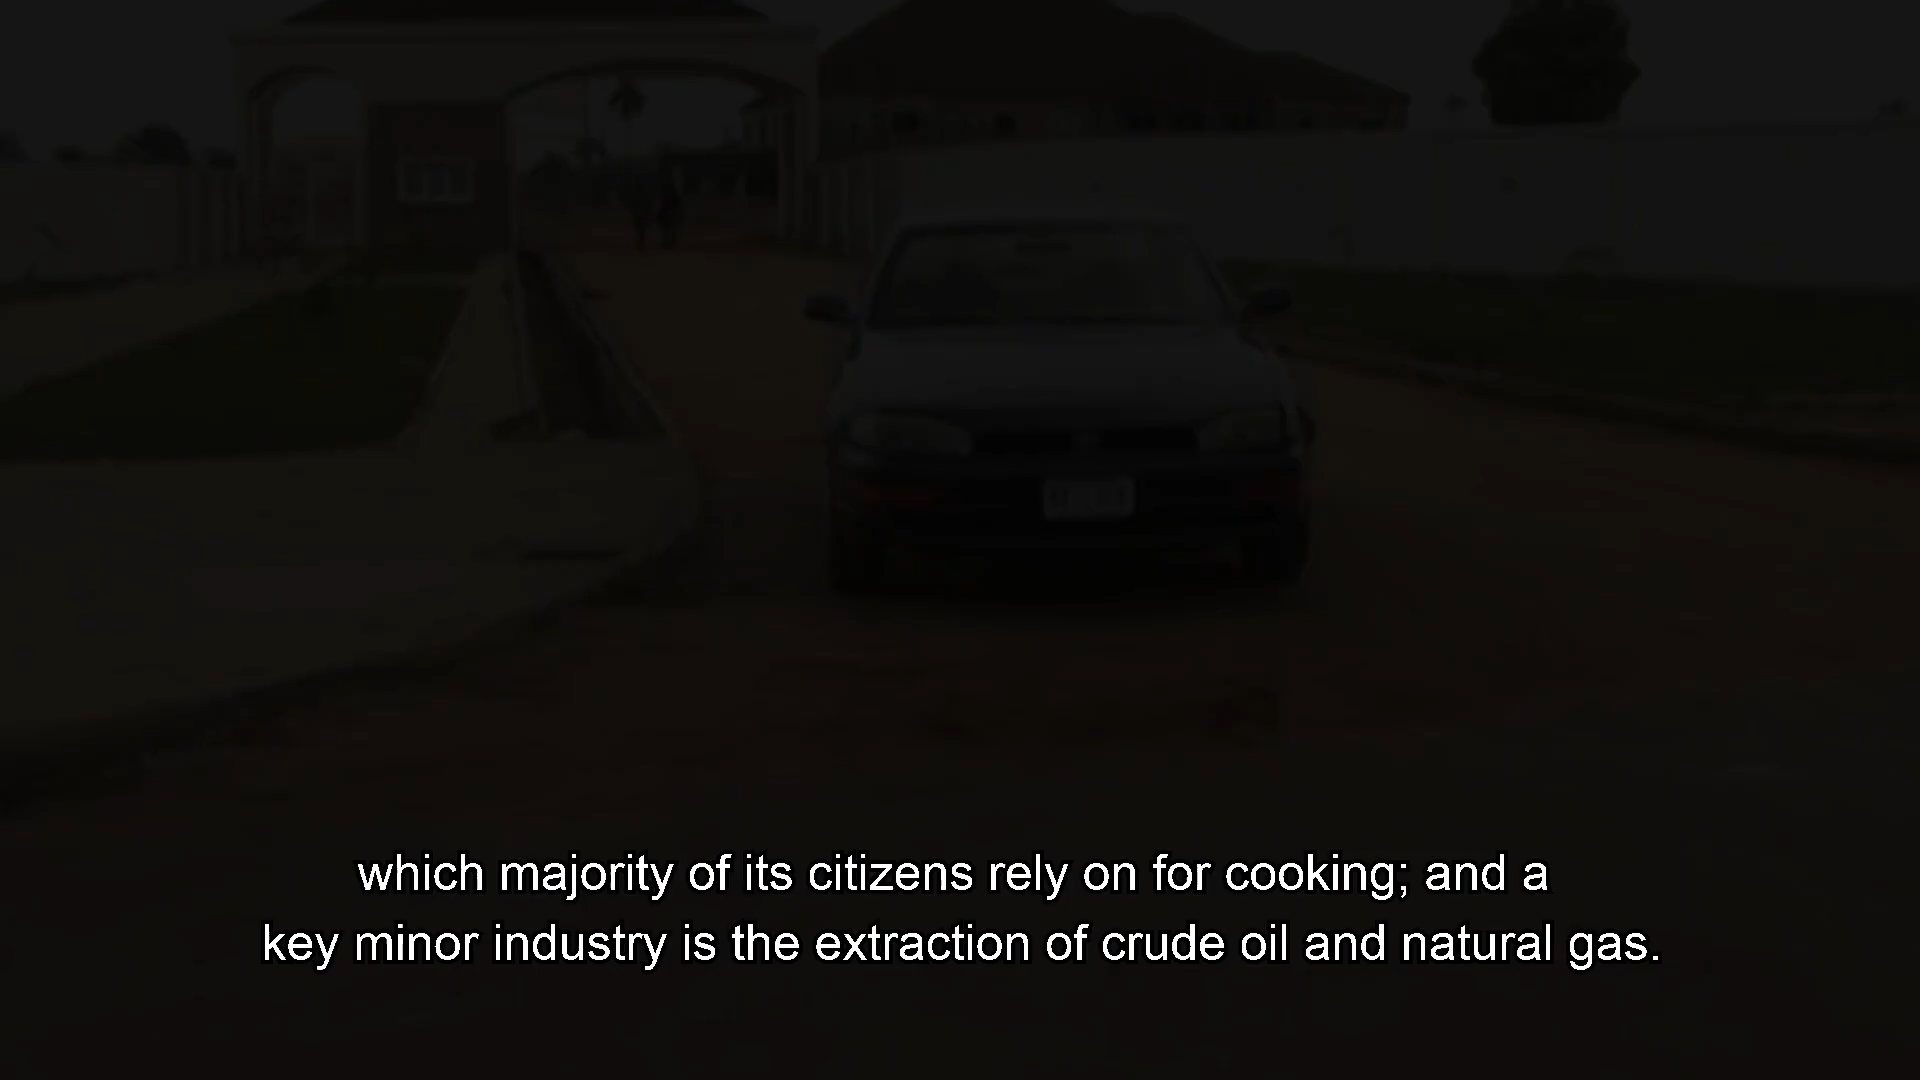 which majority of its citizens rely on for cooking; and a
key minor industry is the extraction of crude oil and natural gas.